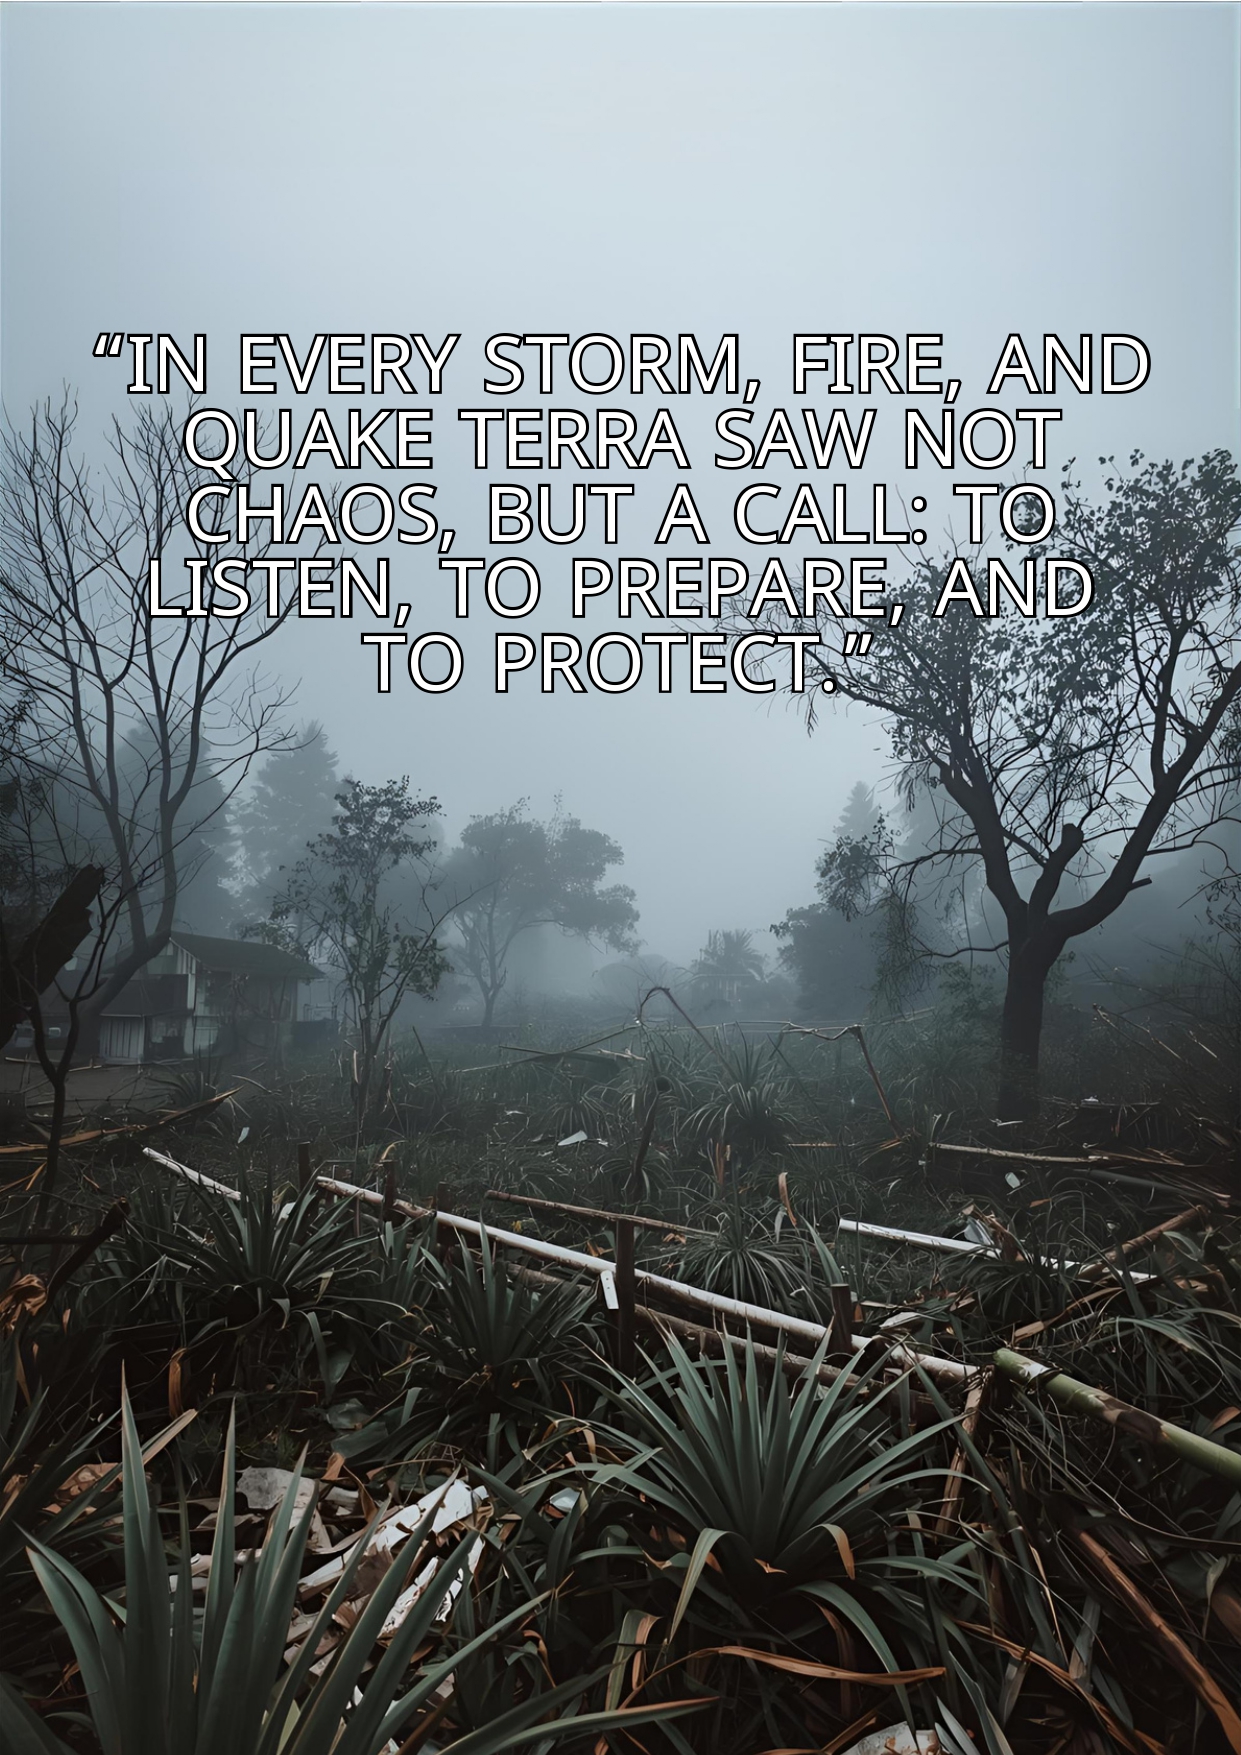 “IN EVERY STORM, FIRE, AND
QUAKE TERRA SAW NOT
CHAOS, BUT A CALL: TO
LISTEN, TO PREPARE, AND
TO PROTECT.”